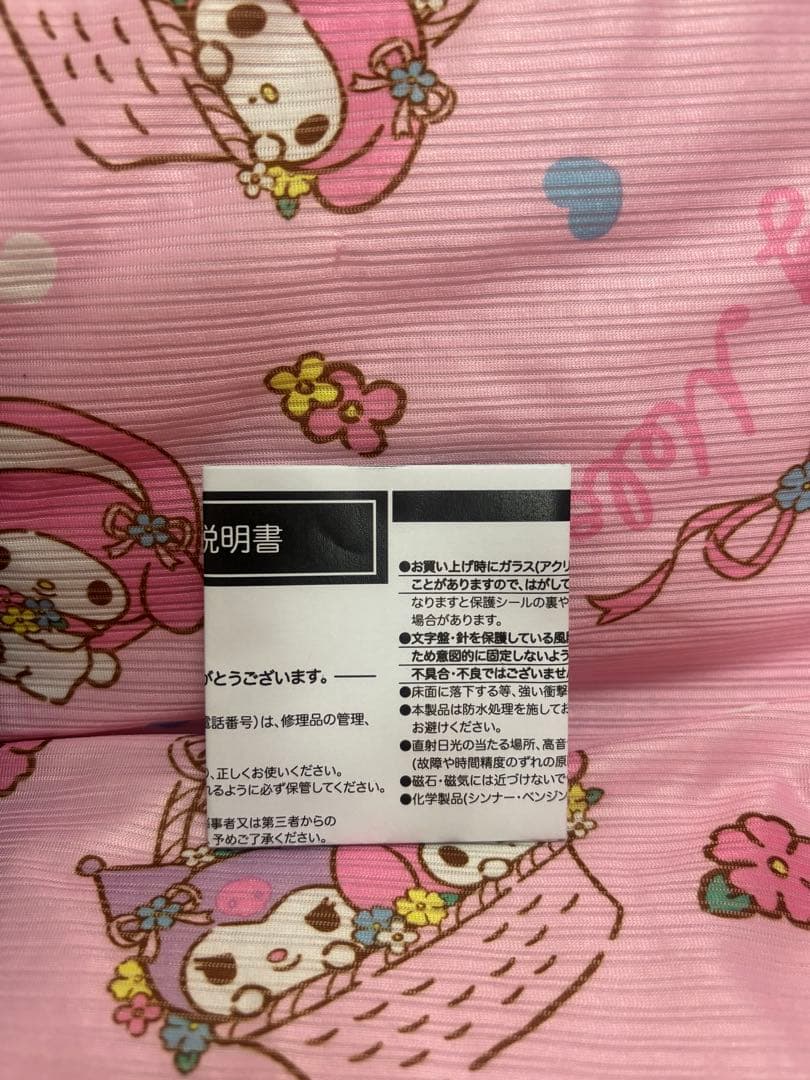 説明書
がとうございます。
電話番号)は、修理品の管理、
、正しくお使いください。
れるように必ず保管してください。
事者又は第三者からの
予めご了承ください。
●お買い上げ時にガラス(アクリ
ことがありますので、はがして
なりますと保護シールの裏や
場合があります。
●文字盤・針を保護している風
ため意図的に固定しないよう
不具合・不良ではございませ
●床面に落下する等、強い衝撃
●本製品は防水処理を施してお
お避けください。
●直射日光の当たる場所、高音
(故障や時間精度のずれの原
●磁石・磁気には近づけないで
●化学製品(シンナー・ベンジン